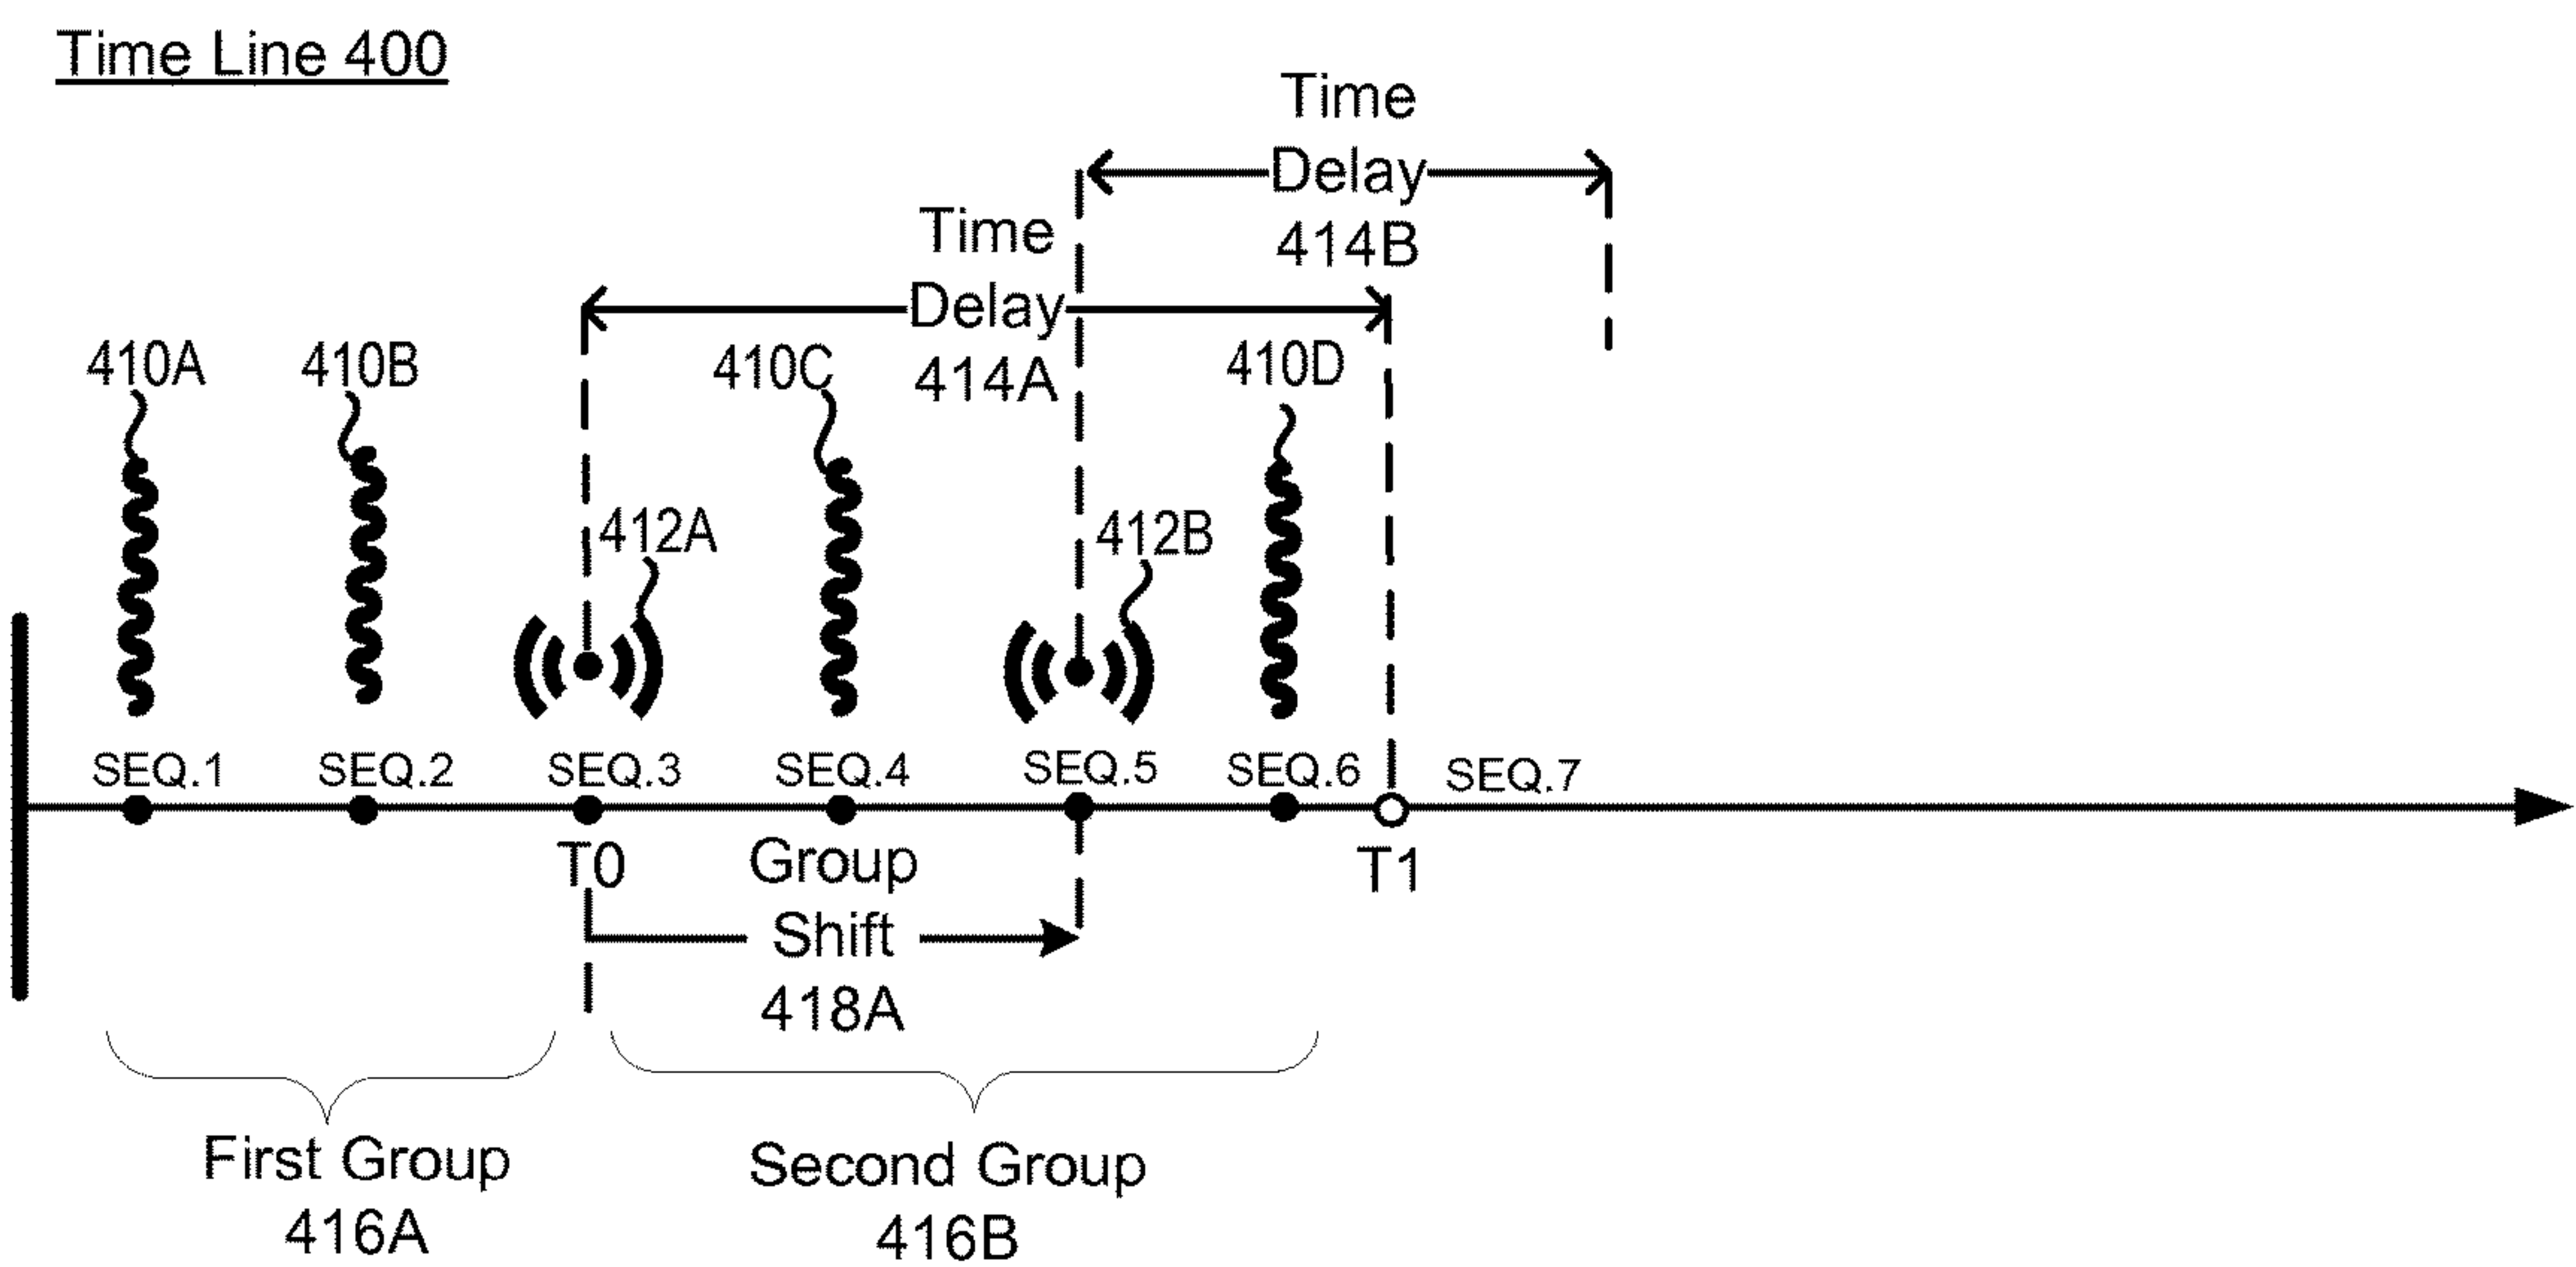 Time Line 400
Time
Delay
414B
Time
Delay
414A
410A
410B
410C
410D
412A
412B
SEQ.1
SEQ.2
SEQ.3
SEQ.4
SEQ.5
SEQ.6
SEQ.7
T0
T1
Group
Shift
418A
First Group
416A
Second Group
416B